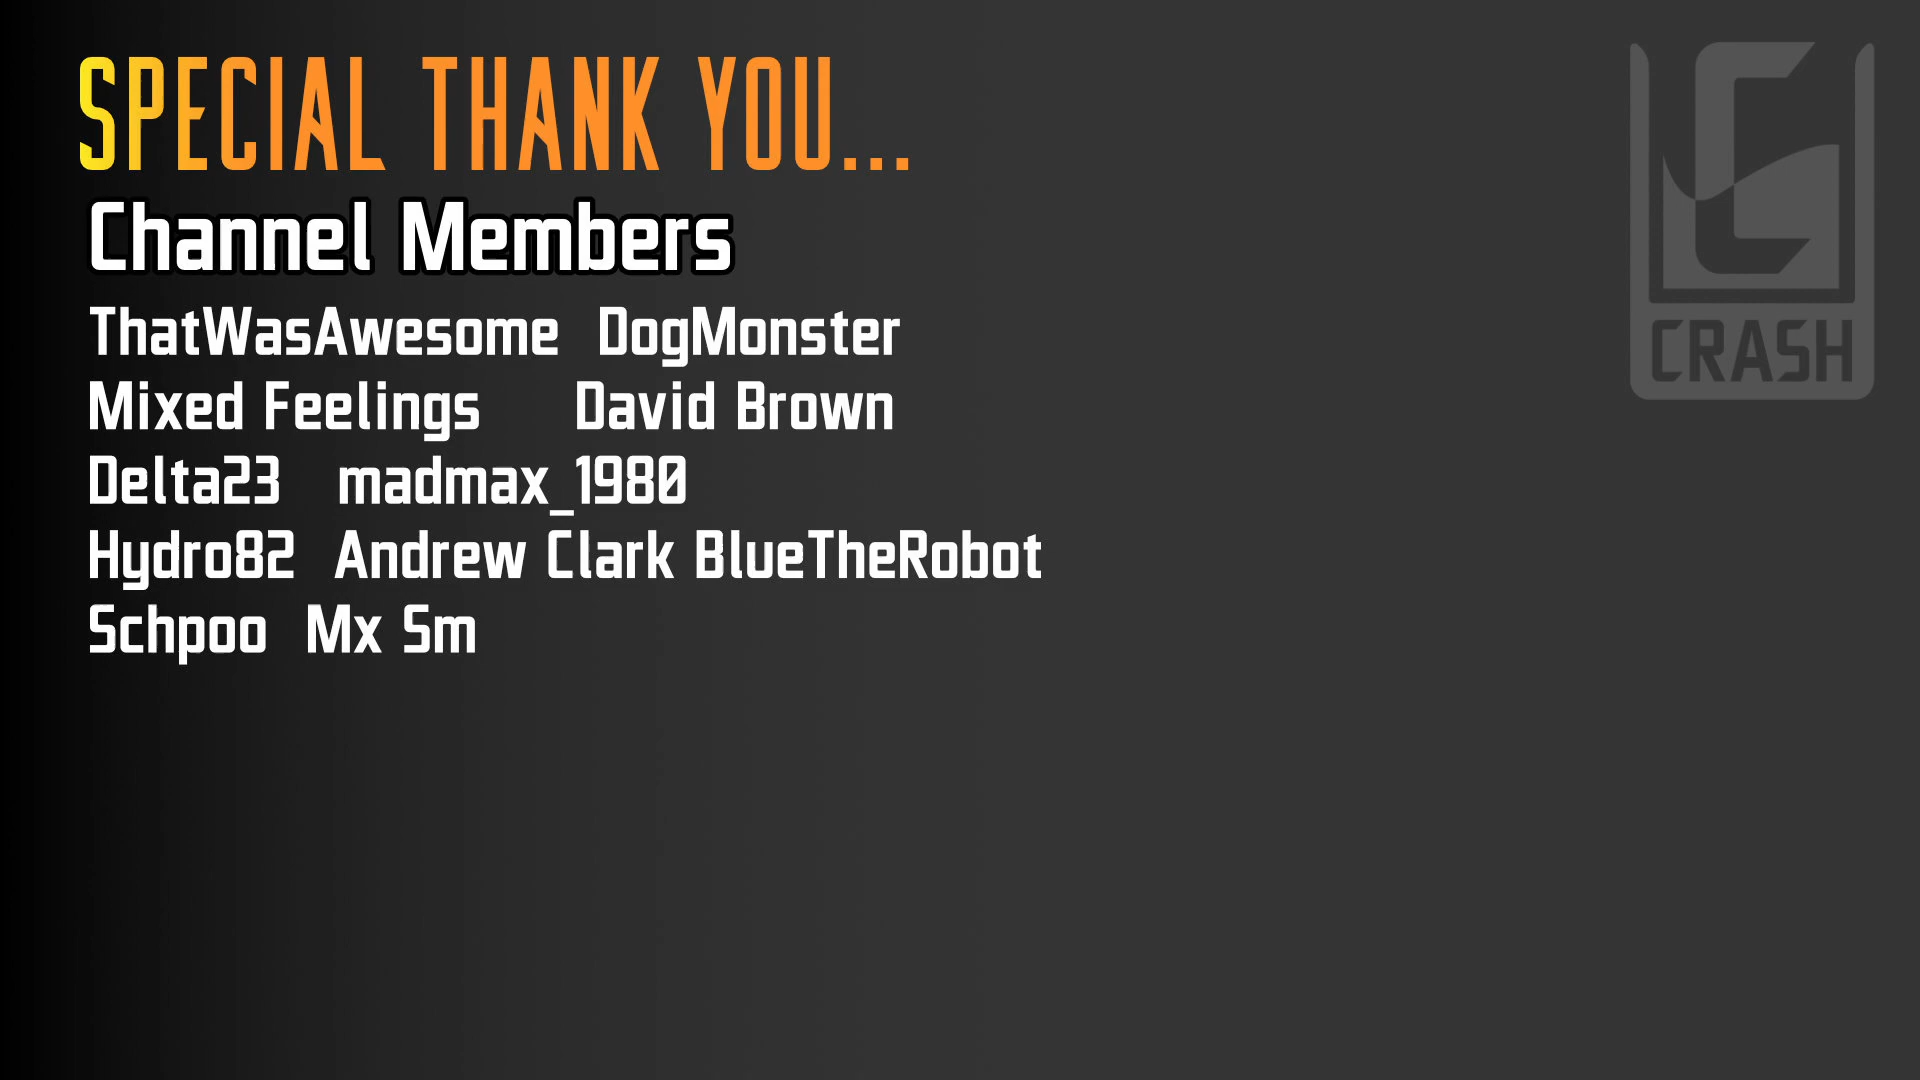 SPECIAL THANK YOU...
Channel Members
ThatWasAwesome DogMonster
Mixed Feelings David Brown
Delta23 madmax_1980
Hydro82 Andrew Clark BlueTheRobot
Schpoo Mx Sm
G
CRASH